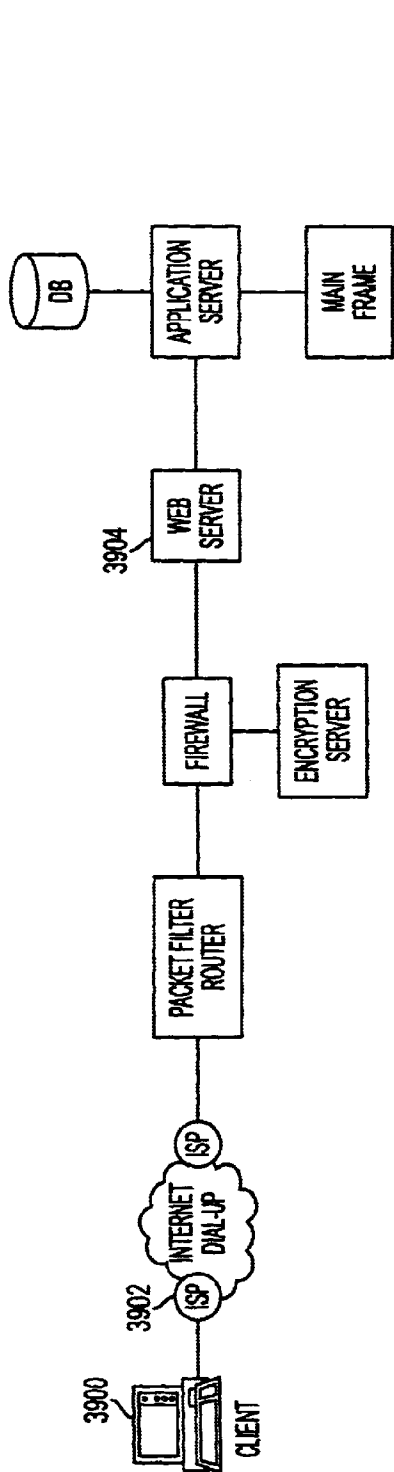 3900
CLIENT
3902
ISP
INTERNET
DIAL-UP
ISP
PACKET FILTER
ROUTER
FIREWALL
ENCRYPTION
SERVER
3904
WEB
SERVER
DB
APPLICATION
SERVER
MAIN
FRAME